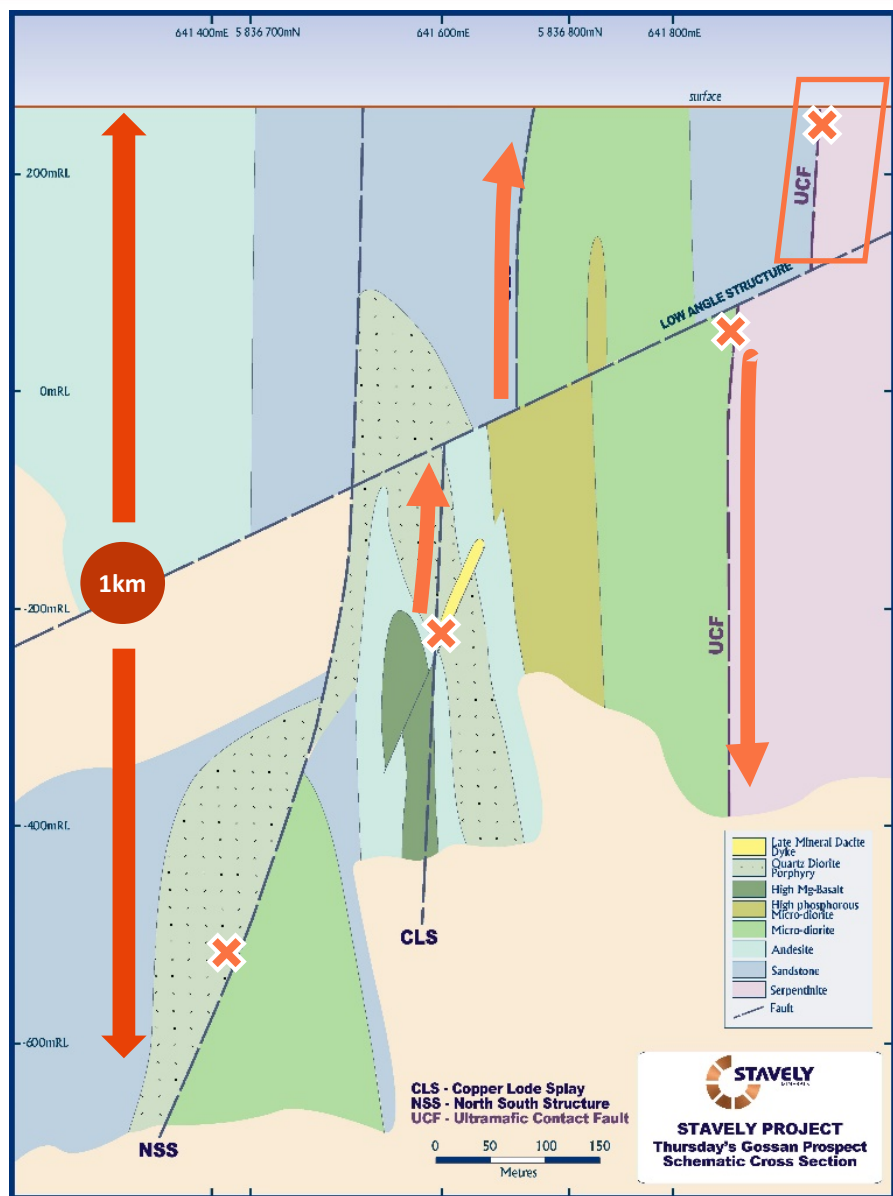 641 400mE 5 836 700mN 641 600mE 5 836 800mN 641 800mE
surface
200mRL
UCF
LOW ANGLE STRUCTURE
0mRL
1km
-200mRL
UCF
-400mRL
Late Mineral Dacite
Dyke
Quartz Diorite
Porphyry
High Mg-Basalt
High phosphorous
Micro-diorite
Micro-diorite
Andesite
Sandstone
Serpentinite
Fault
CLS
-600mRL
NSS
CLS - Copper Lode Splay
NSS - North South Structure
UCF - Ultramafic Contact Fault
0 50 100 150
Metres
STAVELY
MINERALS
STAVELY PROJECT
Thursday's Gossan Prospect
Schematic Cross Section